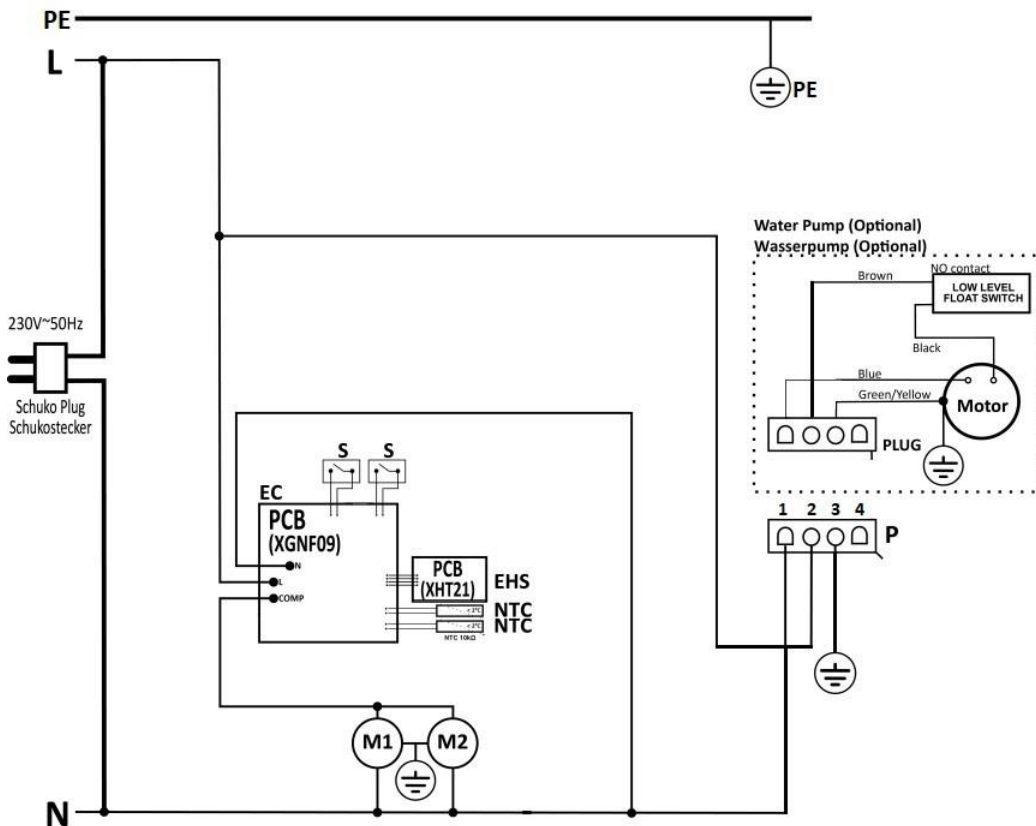 PE
L
PE
Water Pump (Optional)
Wasserpump (Optional)
Brown
NO contact
LOW LEVEL
FLOAT SWITCH
Black
Blue
Green/Yellow
Motor
PLUG
230V~50Hz
Schuko Plug
Schukostecker
S
S
EC
PCB
(XGNF09)
N
L
COMP
PCB
(XHT21)
EHS
NTC
NTC
NTC 10kΩ
1 2 3 4
P
M1
M2
N